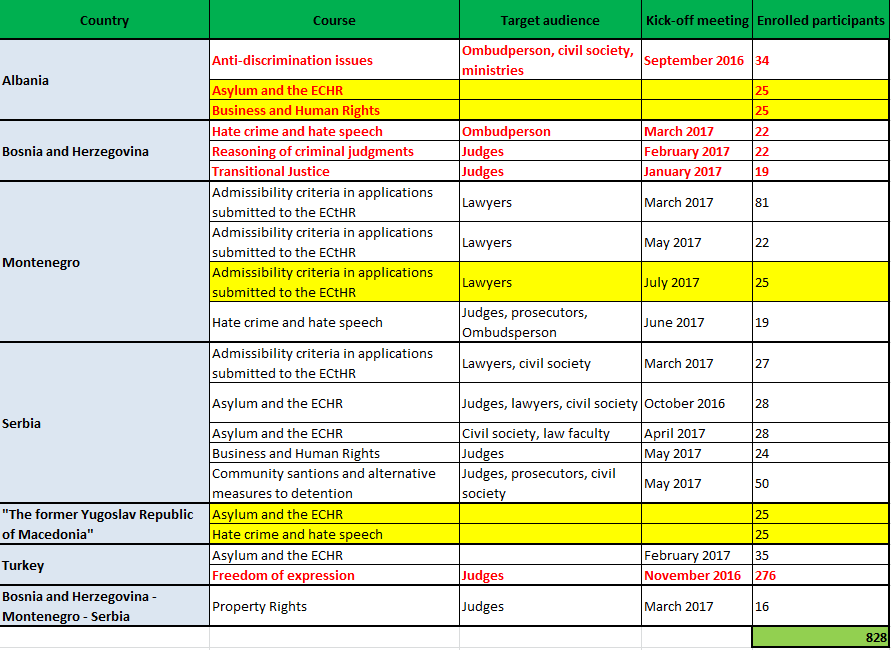 Country Course Target audience Kick-off meeting Enrolled participants
Albania
Anti-discrimination issues
Ombudperson, civil society,
ministries
September 2016 34
Asylum and the ECHR 25
Business and Human Rights 25
Bosnia and Herzegovina
Hate crime and hate speech Ombudperson March 2017 22
Reasoning of criminal judgments Judges February 2017 22
Transitional Justice Judges January 2017 19
Montenegro
Admissibility criteria in applications
submitted to the ECtHR
Lawyers March 2017 81
Admissibility criteria in applications
submitted to the ECtHR
Lawyers May 2017 22
Admissibility criteria in applications
submitted to the ECtHR
Lawyers July 2017 25
Hate crime and hate speech
Judges, prosecutors,
Ombudsperson
June 2017 19
Serbia
Admissibility criteria in applications
submitted to the ECtHR
Lawyers, civil society March 2017 27
Asylum and the ECHR Judges, lawyers, civil society October 2016 28
Asylum and the ECHR Civil society, law faculty April 2017 28
Business and Human Rights Judges May 2017 24
Community santions and alternative
measures to detention
Judges, prosecutors, civil
society
May 2017 50
"The former Yugoslav Republic
of Macedonia"
Asylum and the ECHR 25
Hate crime and hate speech 25
Turkey
Asylum and the ECHR February 2017 35
Freedom of expression Judges November 2016 276
Bosnia and Herzegovina -
Montenegro - Serbia
Property Rights Judges March 2017 16
828